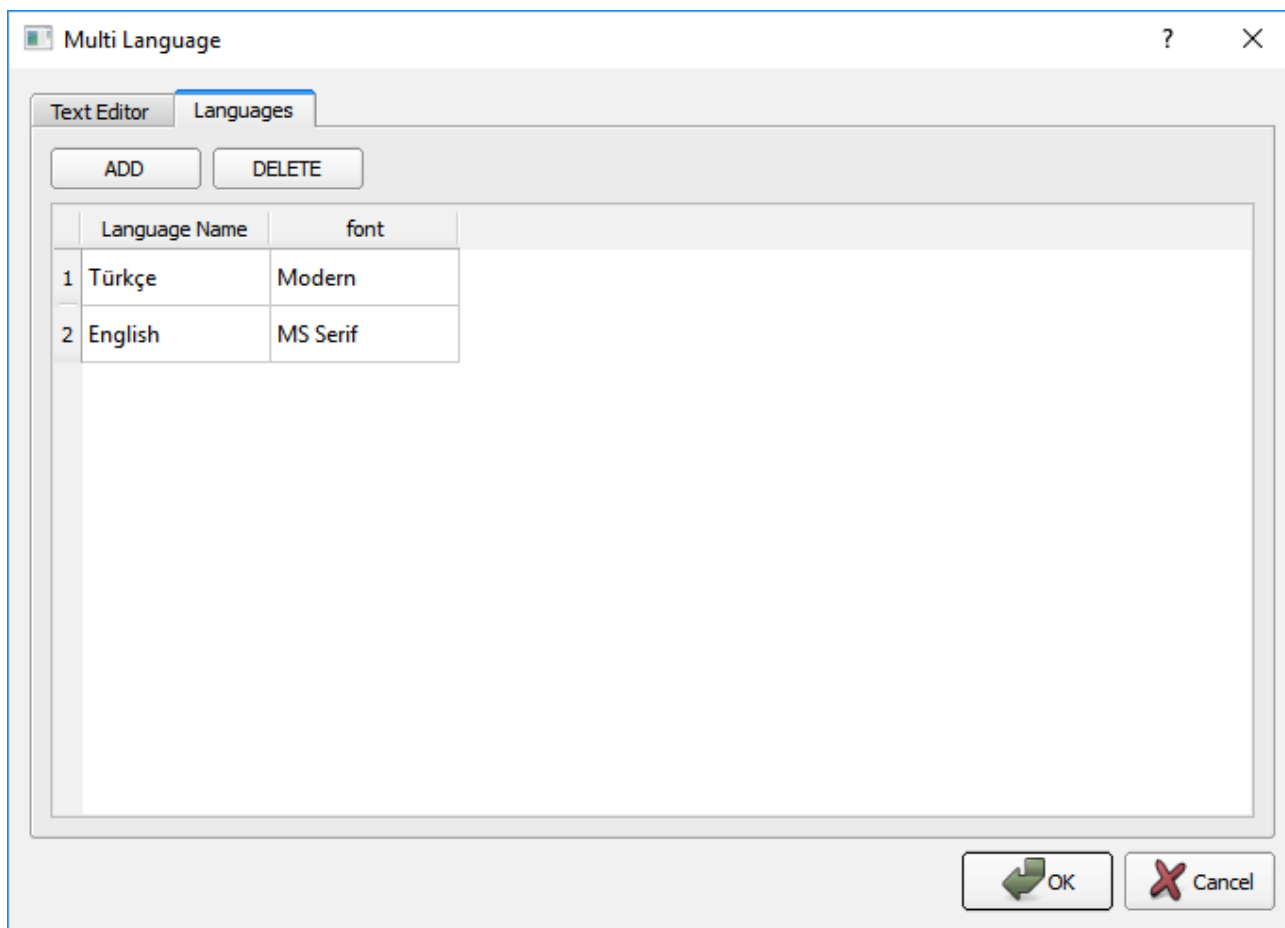 Multi Language ?
Text Editor Languages
ADD DELETE
Language Name font
1 Türkçe Modern
2 English MS Serif
OK Cancel